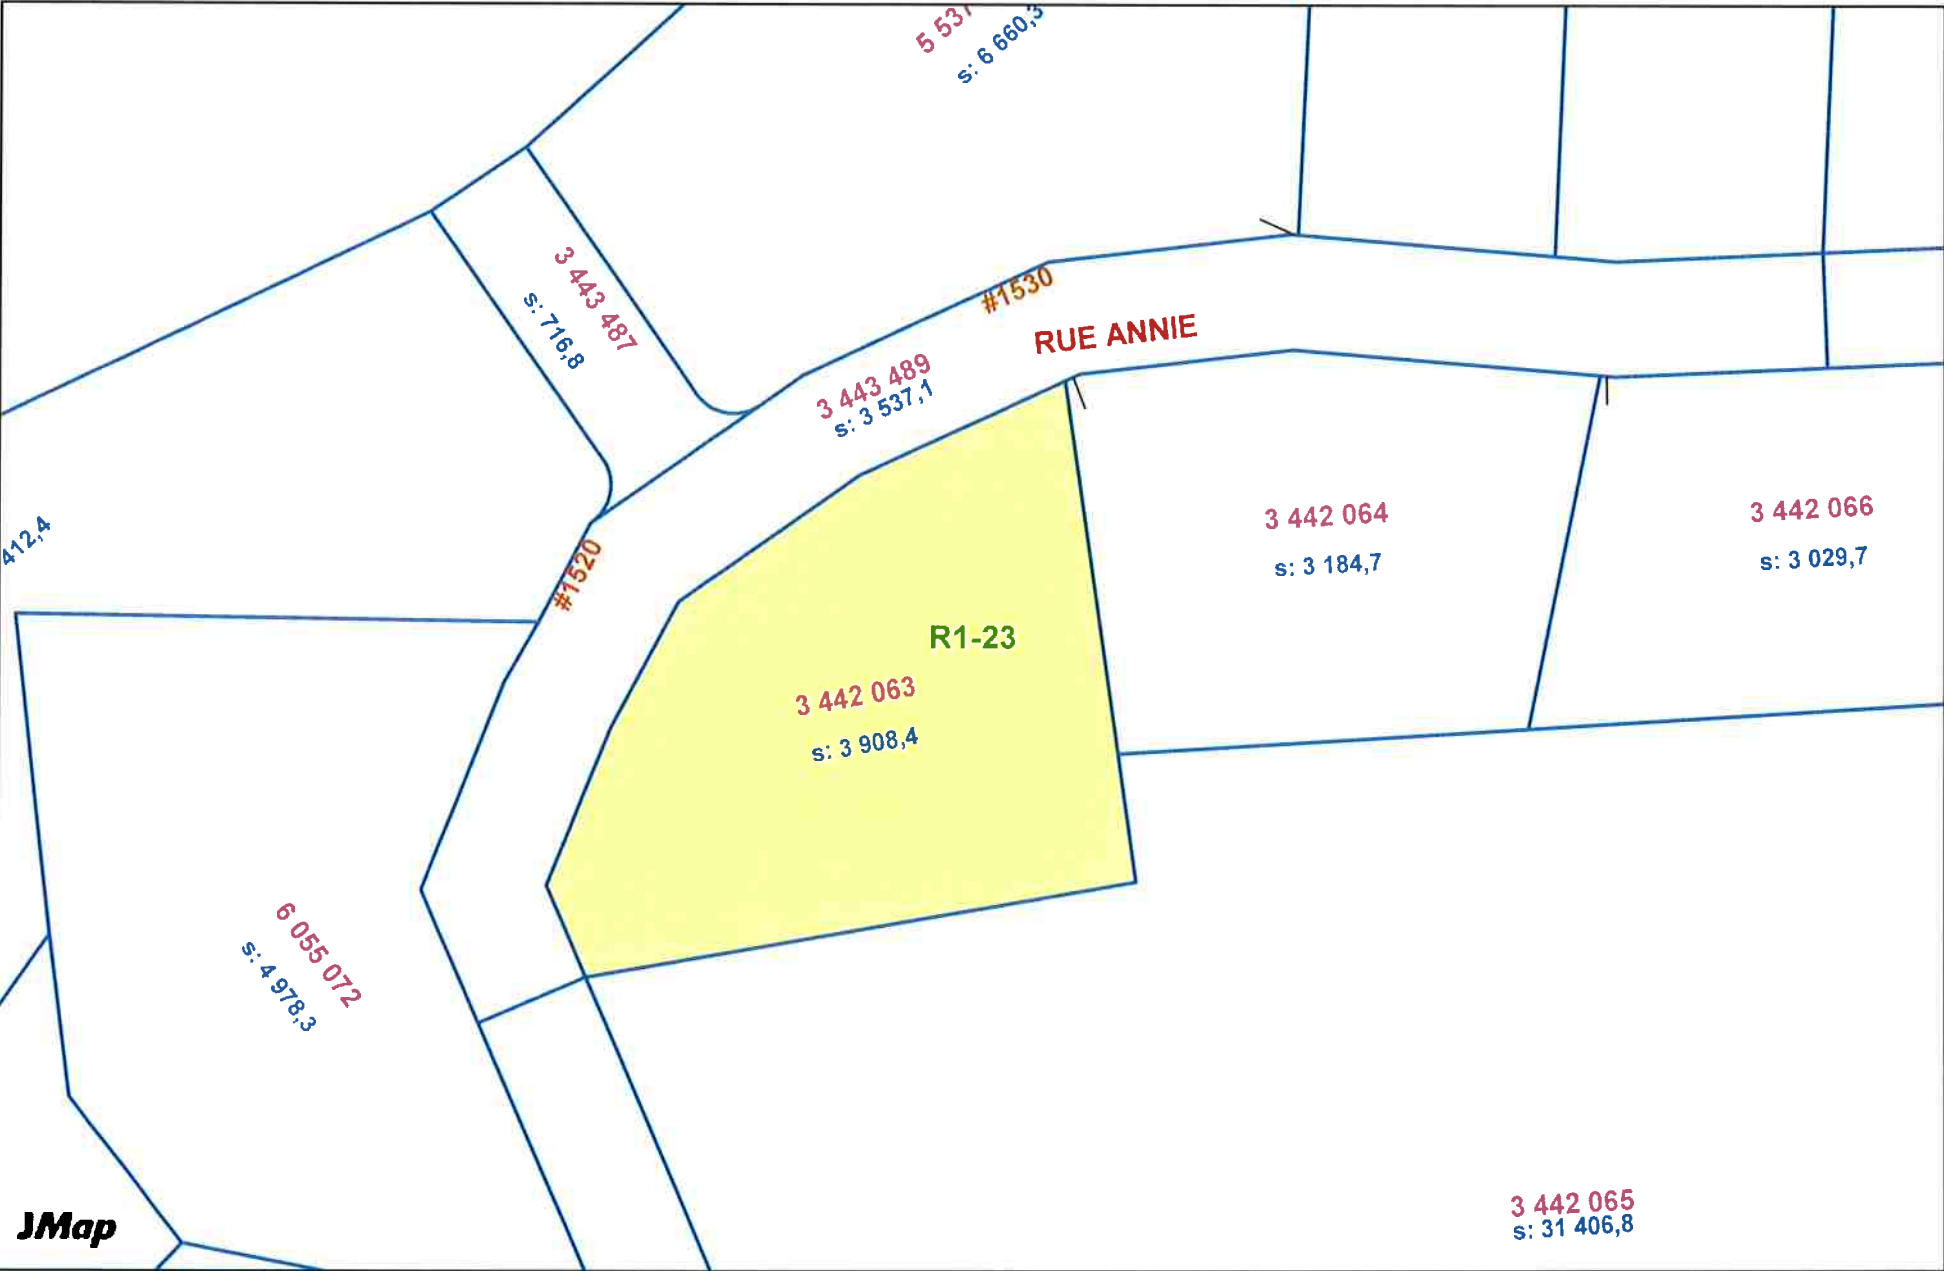 s: 6 660,3
3 443 487
s: 716,8
#1530
RUE ANNIE
3 443 489
s: 3 537,1
412,4
#1520
3 442 064
s: 3 184,7
3 442 066
s: 3 029,7
R1-23
3 442 063
s: 3 908,4
6 055 072
s: 4 978,3
3 442 065
s: 31 406,8
JMap